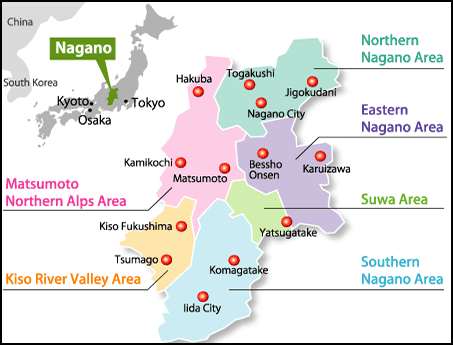 China
Nagano
South Korea
Kyoto
Osaka
Tokyo
Northern
Nagano Area
Hakuba
Togakushi
Jigokudani
Nagano City
Eastern
Nagano Area
Kamikochi
Matsumoto
Bessho
Onsen
Karuizawa
Matsumoto
Northern Alps Area
Suwa Area
Kiso Fukushima
Yatsugatake
Tsumago
Komagatake
Kiso River Valley Area
Southern
Nagano Area
Iida City